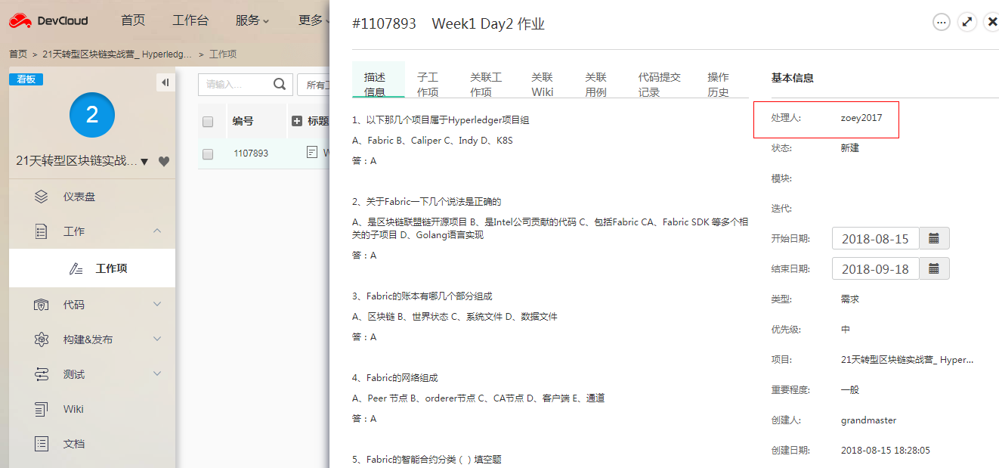 DevCloud 首页 工作台 服务 更多
首页 > 21天转型区块链实战营_ Hyperledg... > 工作项
看板
2
21天转型区块链实战...
仪表盘
工作
工作项
代码
构建&发布
测试
Wiki
文档
请输入...
所有工
编号 标题
1107893 W
#1107893 Week1 Day2 作业
描述信息
子工作项
关联工作项
关联Wiki
关联用例
代码提交记录
操作历史
1、以下那几个项目属于Hyperledger项目组
A、Fabric B、Caliper C、Indy D、K8S
答：A
2、关于Fabric一下几个说法是正确的
A、是区块链联盟链开源项目 B、是Intel公司贡献的代码 C、包括Fabric CA、Fabric SDK 等多个相
关的子项目 D、Golang语言实现
答：A
3、Fabric的账本有哪几个部分组成
A、区块链 B、世界状态 C、系统文件 D、数据文件
答：A
4、Fabric的网络组成
A、Peer 节点 B、orderer节点 C、CA节点 D、客户端 E、通道
答：A
5、Fabric的智能合约分类（ ）填空题
基本信息
处理人: zoey2017
状态: 新建
模块:
迭代:
开始日期: 2018-08-15
结束日期: 2018-09-18
类型: 需求
优先级: 中
项目: 21天转型区块链实战营_ Hyper...
重要程度: 一般
创建人: grandmaster
创建日期: 2018-08-15 18:28:05